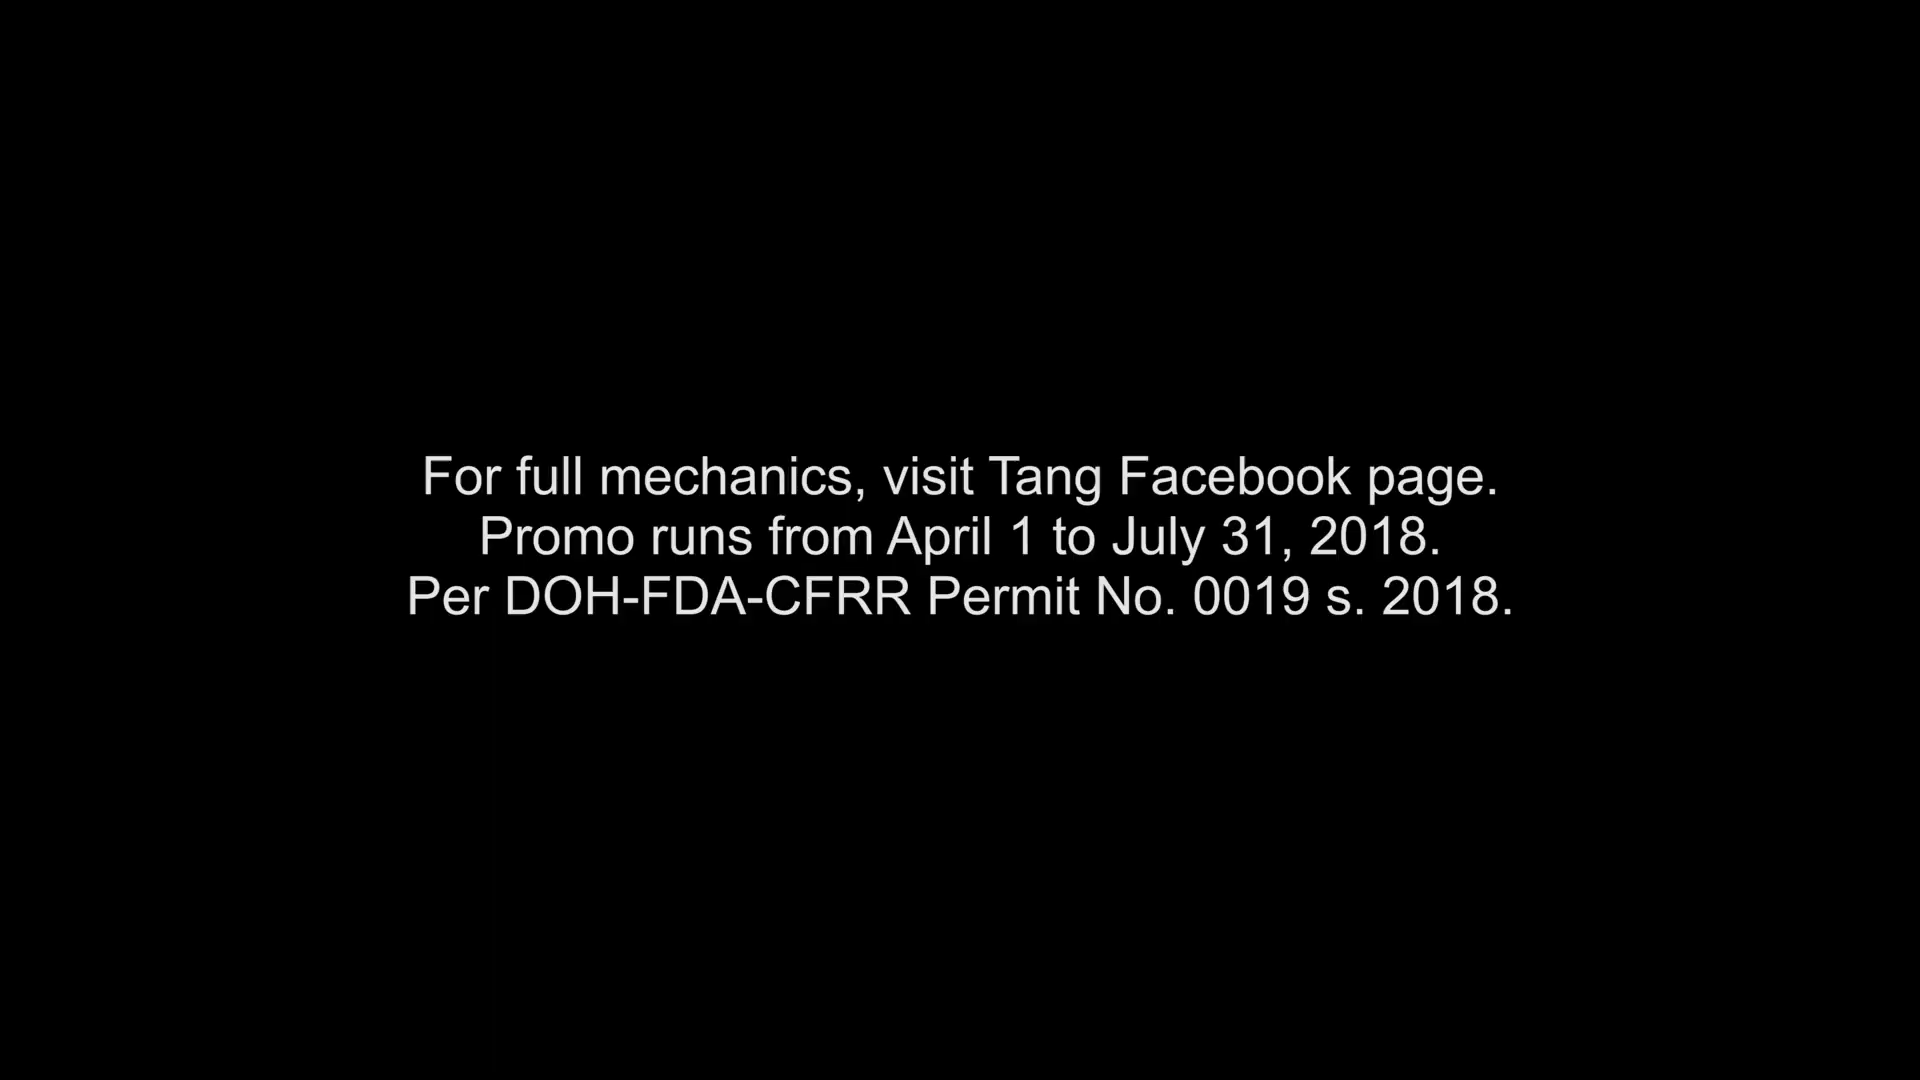 For full mechanics, visit Tang Facebook page.
Promo runs from April 1 to July 31, 2018.
Per DOH-FDA-CFRR Permit No. 0019 s. 2018.